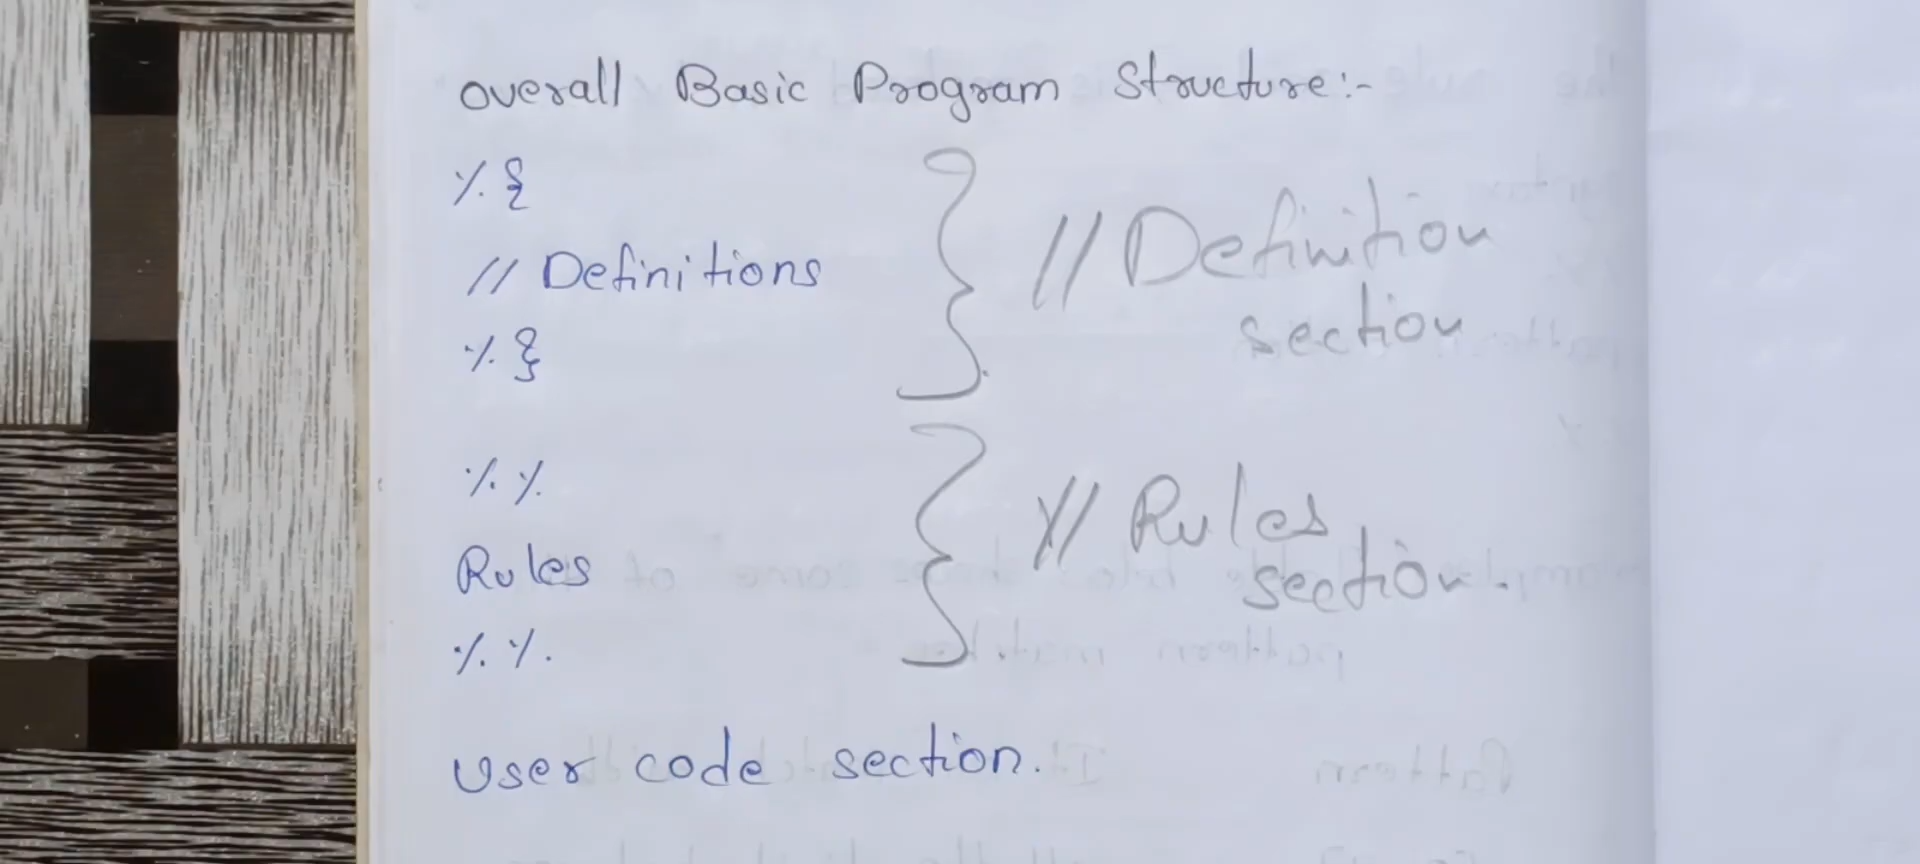 overall Basic Program Structure:-
%{
// Definitions
%}
// Definition
section
%%
Rules
%%
// Rules
section.
User code section.